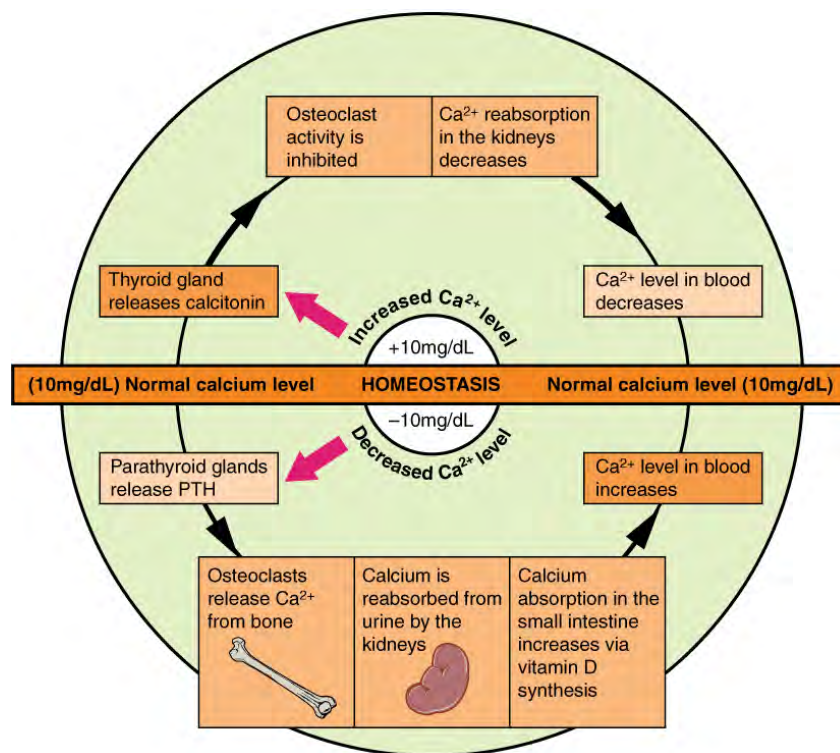 Osteoclast
activity is
inhibited
Ca²⁺ reabsorption
in the kidneys
decreases
Thyroid gland
releases calcitonin
Increased Ca²⁺ level
+10mg/dL
Ca²⁺ level in blood
decreases
(10mg/dL) Normal calcium level
HOMEOSTASIS
Normal calcium level (10mg/dL)
–10mg/dL
Decreased Ca²⁺ level
Parathyroid glands
release PTH
Ca²⁺ level in blood
increases
Osteoclasts
release Ca²⁺
from bone
Calcium is
reabsorbed from
urine by the
kidneys
Calcium
absorption in the
small intestine
increases via
vitamin D
synthesis